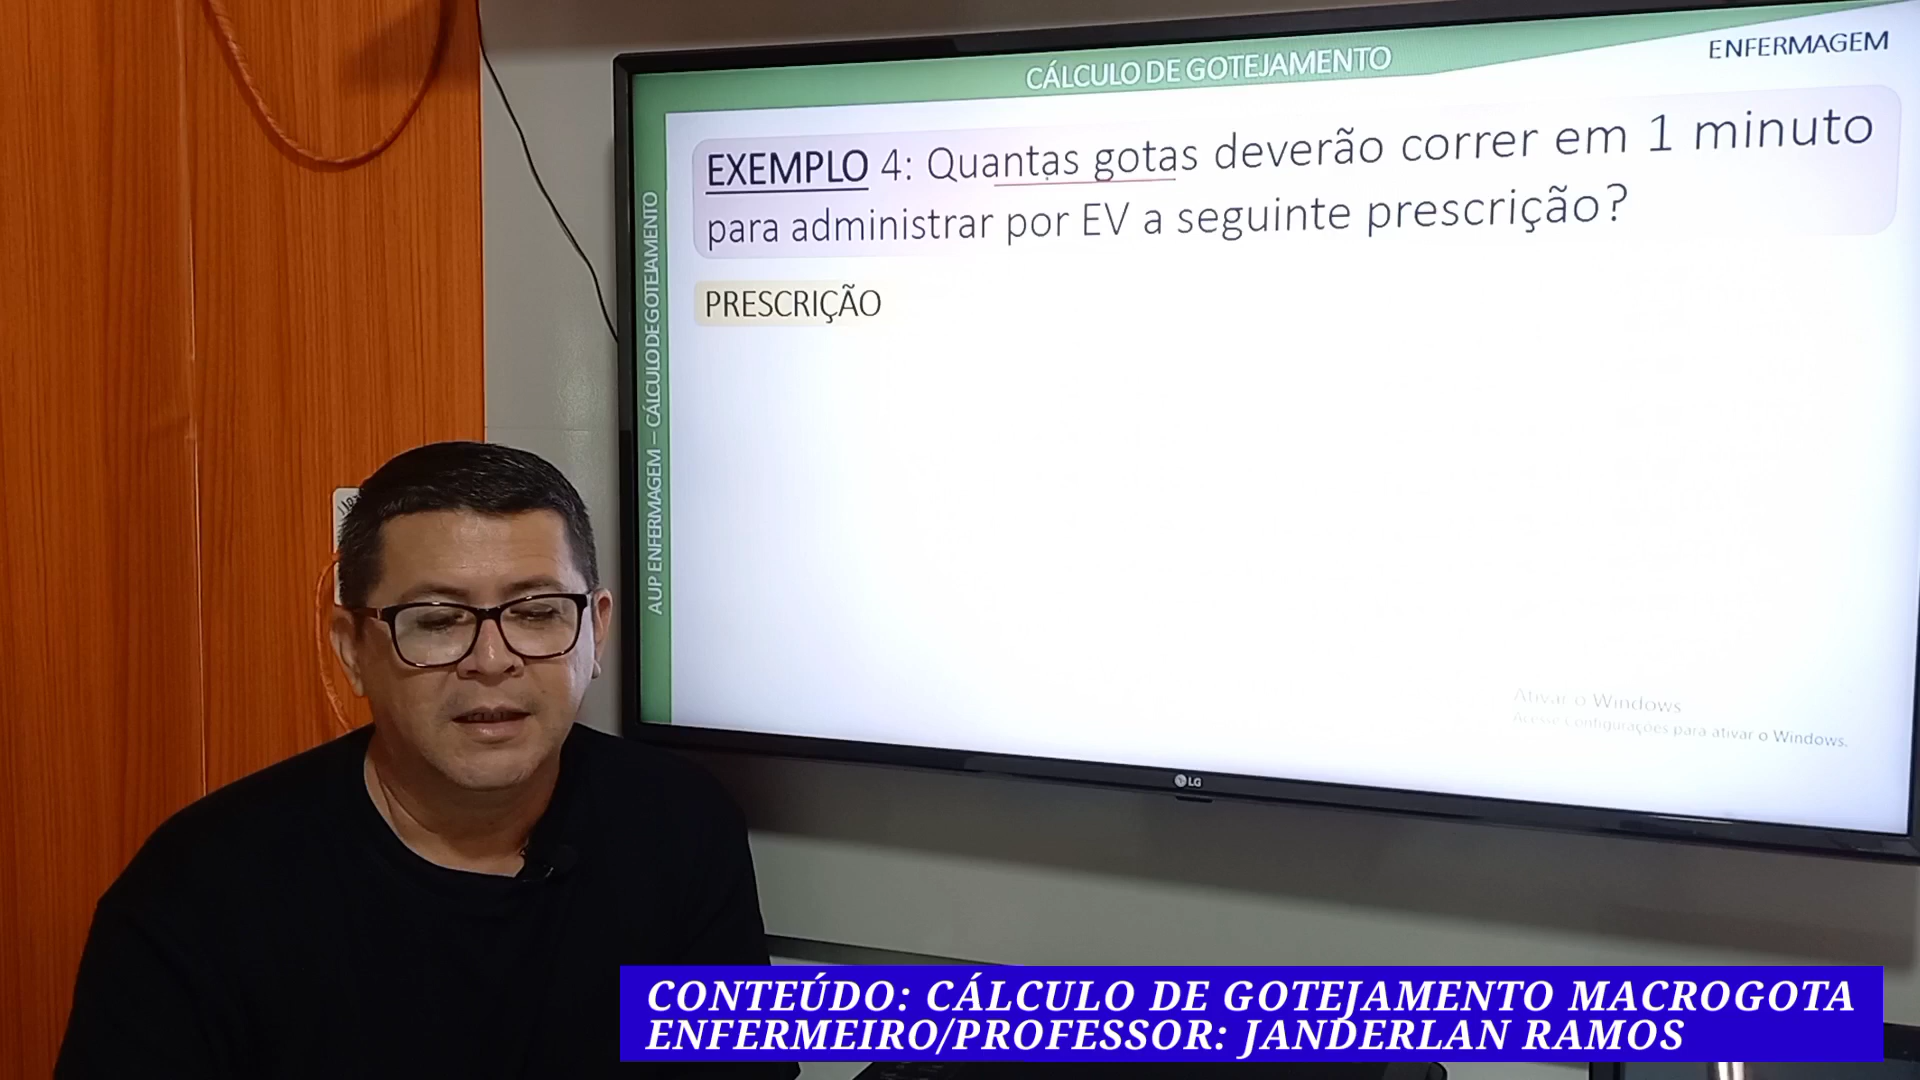 CÁLCULO DE GOTEJAMENTO
ENFERMAGEM
EXEMPLO 4: Quantas gotas deverão correr em 1 minuto
para administrar por EV a seguinte prescrição?
PRESCRIÇÃO
AUP ENFERMAGEM – CÁLCULO DE GOTEJAMENTO
Ativar o Windows
Acesse Configurações para ativar o Windows.
LG
CONTEÚDO: CÁLCULO DE GOTEJAMENTO MACROGOTA
ENFERMEIRO/PROFESSOR: JANDERLAN RAMOS